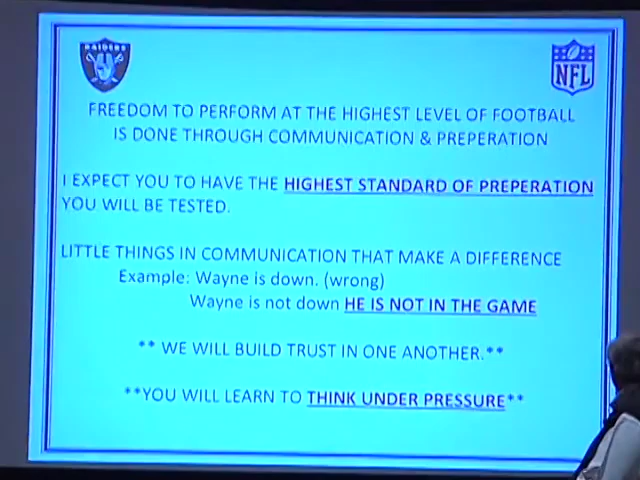 RAIDERS
NFL
FREEDOM TO PERFORM AT THE HIGHEST LEVEL OF FOOTBALL
IS DONE THROUGH COMMUNICATION & PREPERATION
I EXPECT YOU TO HAVE THE HIGHEST STANDARD OF PREPERATION
YOU WILL BE TESTED.
LITTLE THINGS IN COMMUNICATION THAT MAKE A DIFFERENCE
Example: Wayne is down. (wrong)
Wayne is not down HE IS NOT IN THE GAME
** WE WILL BUILD TRUST IN ONE ANOTHER.**
**YOU WILL LEARN TO THINK UNDER PRESSURE**